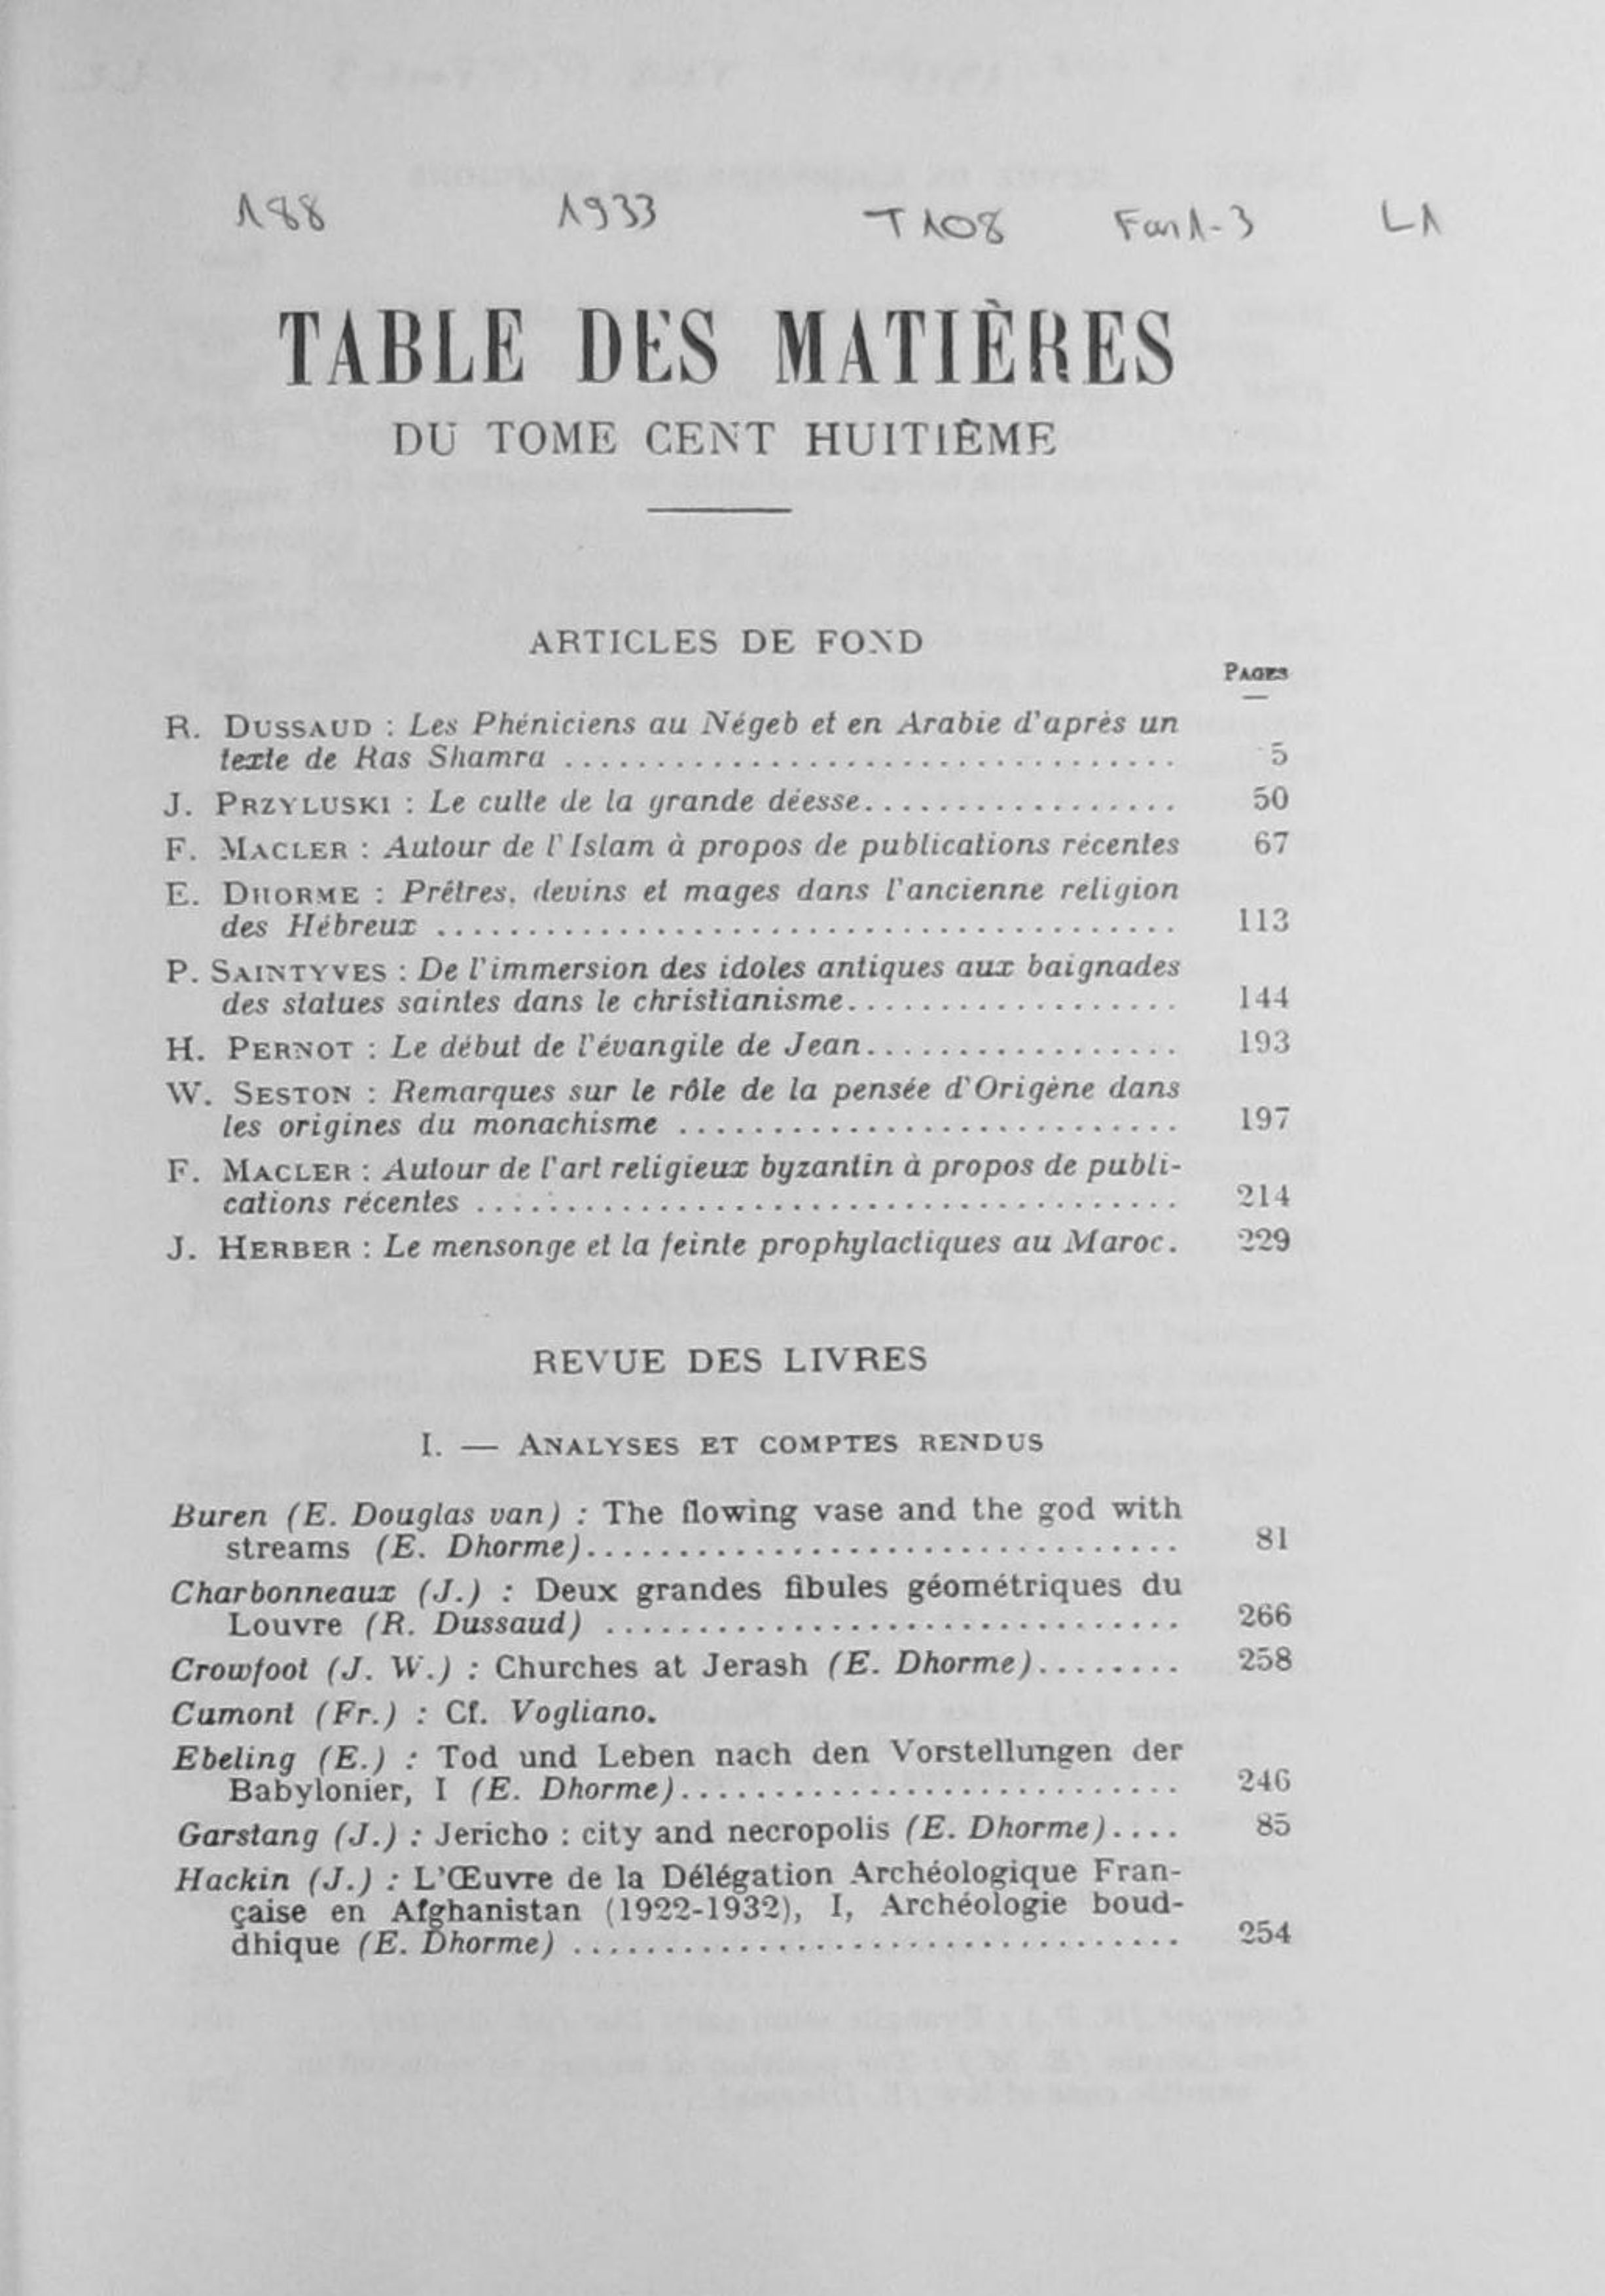 188 1933 T108 Fas1-3 L1
TABLE DES MATIÈRES
DU TOME CENT HUITIÈME
ARTICLES DE FOND
PAGES
R. DUSSAUD : Les Phéniciens au Négeb et en Arabie d'après un
texte de Ras Shamra ................................ 5
J. PRZYLUSKI : Le culte de la grande déesse................. 50
F. MACLER : Autour de l'Islam à propos de publications récentes 67
E. DHORME : Prêtres, devins et mages dans l'ancienne religion
des Hébreux ....................................... 113
P. SAINTYVES : De l'immersion des idoles antiques aux baignades
des statues saintes dans le christianisme.................. 144
H. PERNOT : Le début de l'évangile de Jean................. 193
W. SESTON : Remarques sur le rôle de la pensée d'Origène dans
les origines du monachisme ........................... 197
F. MACLER : Autour de l'art religieux byzantin à propos de publi-
cations récentes ..................................... 214
J. HERBER : Le mensonge et la feinte prophylactiques au Maroc. 229
REVUE DES LIVRES
I. — ANALYSES ET COMPTES RENDUS
Buren (E. Douglas van) : The flowing vase and the god with
streams (E. Dhorme)................................ 81
Charbonneaux (J.) : Deux grandes fibules géométriques du
Louvre (R. Dussaud) .............................. 266
Crowfoot (J. W.) : Churches at Jerash (E. Dhorme)........ 258
Cumont (Fr.) : Cf. Vogliano.
Ebeling (E.) : Tod und Leben nach den Vorstellungen der
Babylonier, I (E. Dhorme)........................... 246
Garstang (J.) : Jericho : city and necropolis (E. Dhorme).... 85
Hackin (J.) : L'Œuvre de la Délégation Archéologique Fran-
çaise en Afghanistan (1922-1932), I, Archéologie boud-
dhique (E. Dhorme) ................................ 254